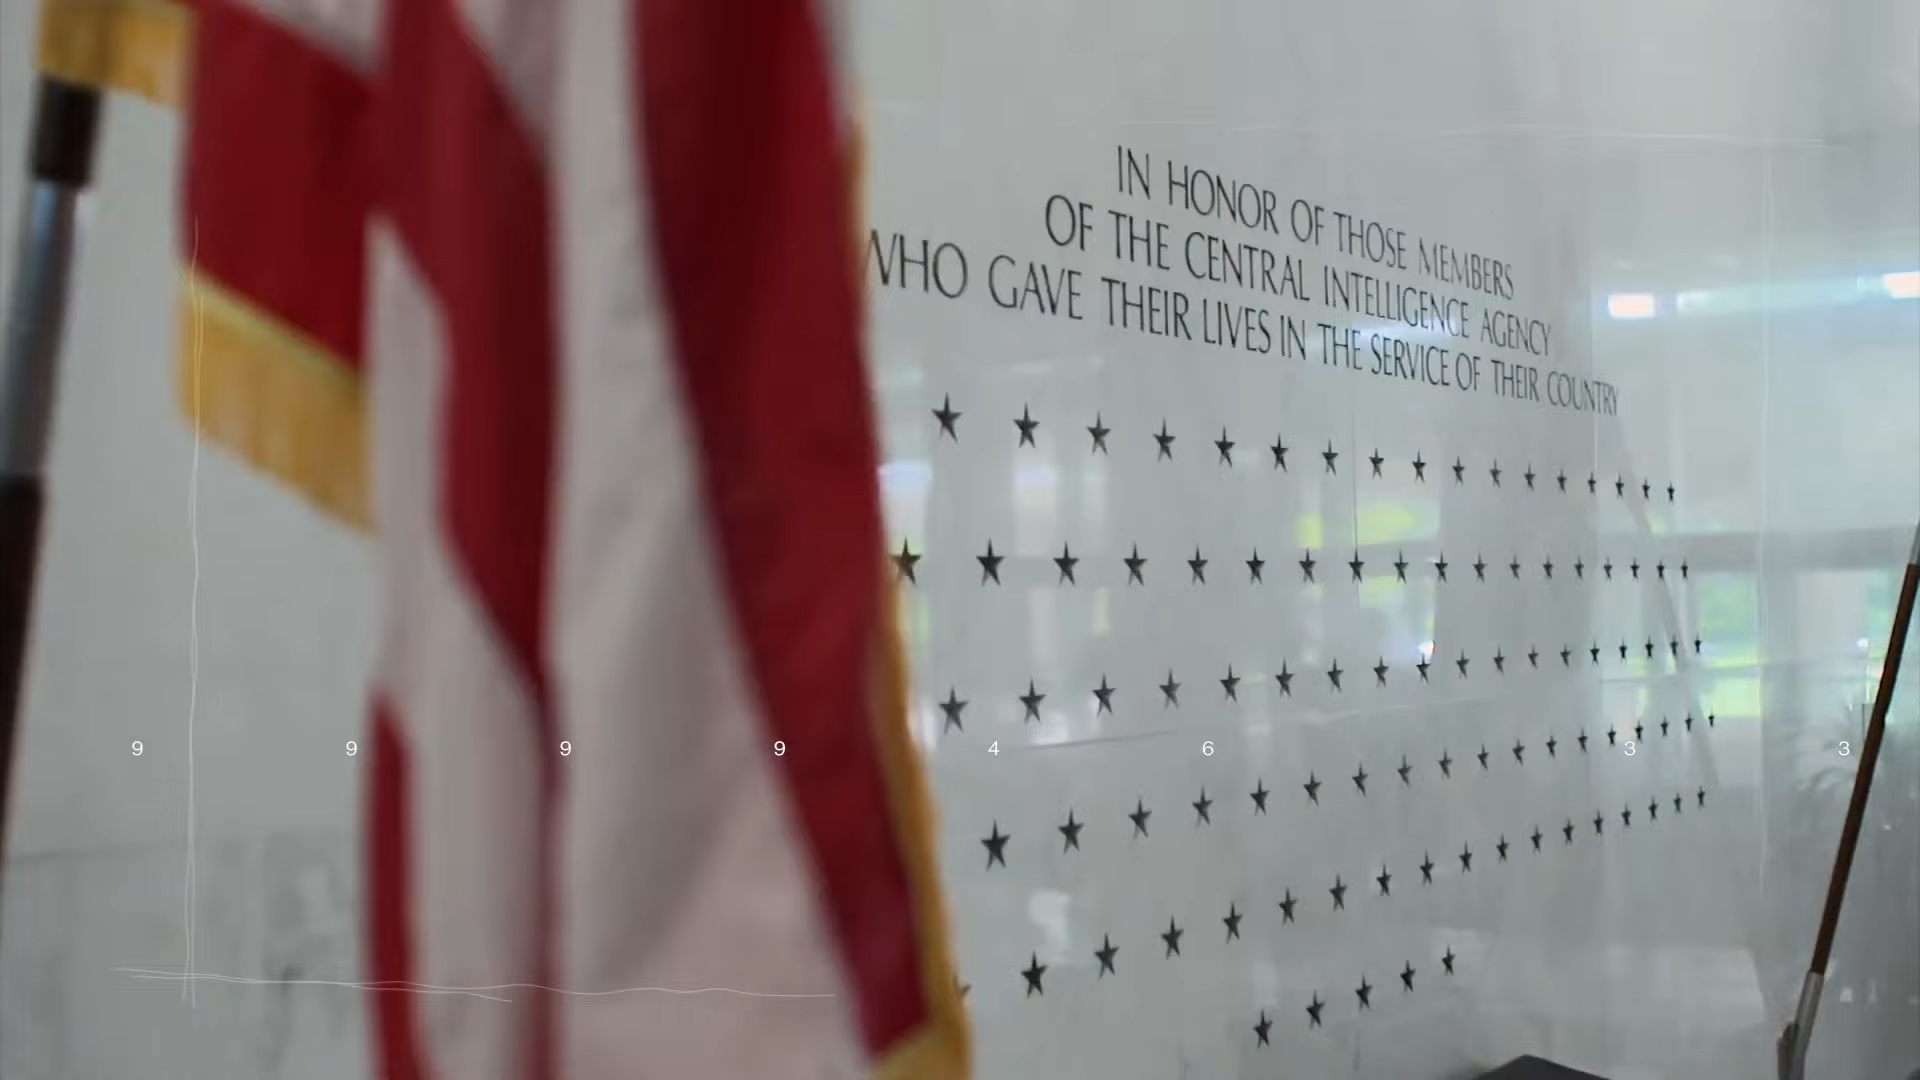 IN HONOR OF THOSE MEMBERS
OF THE CENTRAL INTELLIGENCE AGENCY
WHO GAVE THEIR LIVES IN THE SERVICE OF THEIR COUNTRY
9 9 9 9 4 6 3 3